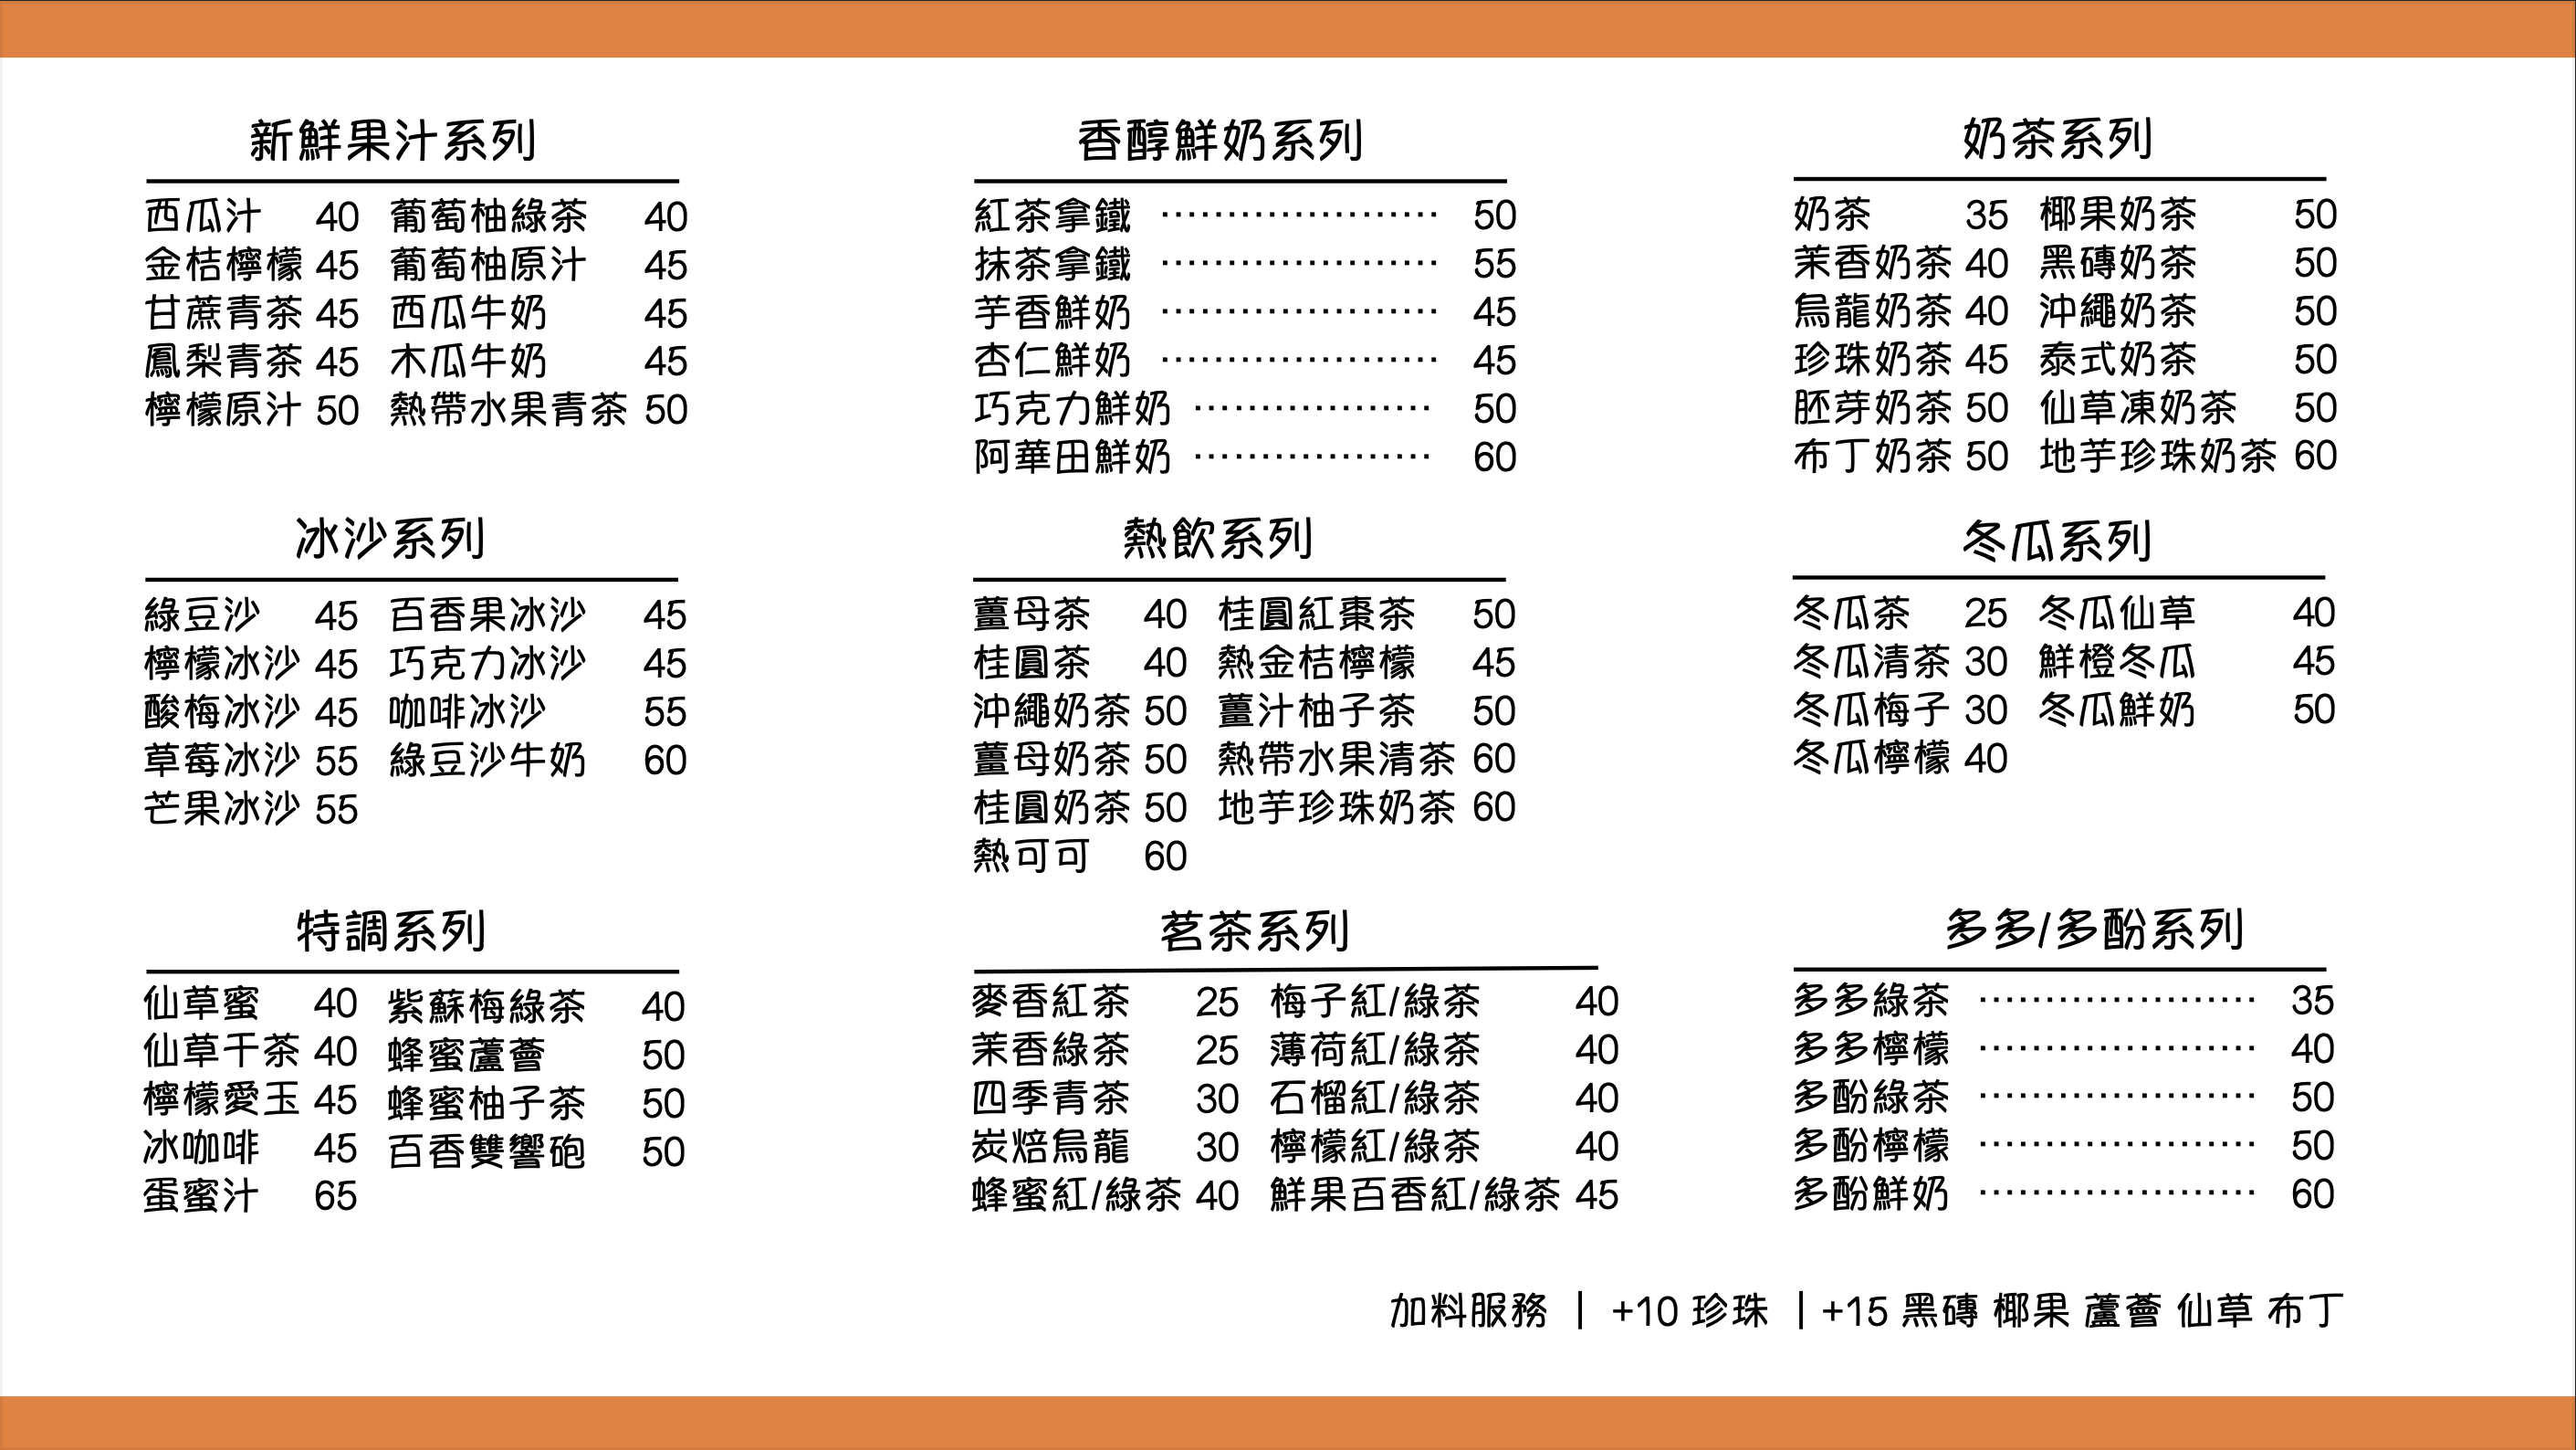 新鮮果汁系列
西瓜汁 40 葡萄柚綠茶 40
金桔檸檬 45 葡萄柚原汁 45
甘蔗青茶 45 西瓜牛奶 45
鳳梨青茶 45 木瓜牛奶 45
檸檬原汁 50 熱帶水果青茶 50
香醇鮮奶系列
紅茶拿鐵 ····················· 50
抹茶拿鐵 ····················· 55
芋香鮮奶 ····················· 45
杏仁鮮奶 ····················· 45
巧克力鮮奶 ·················· 50
阿華田鮮奶 ·················· 60
奶茶系列
奶茶 35 椰果奶茶 50
茉香奶茶 40 黑磚奶茶 50
烏龍奶茶 40 沖繩奶茶 50
珍珠奶茶 45 泰式奶茶 50
胚芽奶茶 50 仙草凍奶茶 50
布丁奶茶 50 地芋珍珠奶茶 60
冰沙系列
綠豆沙 45 百香果冰沙 45
檸檬冰沙 45 巧克力冰沙 45
酸梅冰沙 45 咖啡冰沙 55
草莓冰沙 55 綠豆沙牛奶 60
芒果冰沙 55
熱飲系列
薑母茶 40 桂圓紅棗茶 50
桂圓茶 40 熱金桔檸檬 45
沖繩奶茶 50 薑汁柚子茶 50
薑母奶茶 50 熱帶水果清茶 60
桂圓奶茶 50 地芋珍珠奶茶 60
熱可可 60
冬瓜系列
冬瓜茶 25 冬瓜仙草 40
冬瓜清茶 30 鮮橙冬瓜 45
冬瓜梅子 30 冬瓜鮮奶 50
冬瓜檸檬 40
特調系列
仙草蜜 40 紫蘇梅綠茶 40
仙草干茶 40 蜂蜜蘆薈 50
檸檬愛玉 45 蜂蜜柚子茶 50
冰咖啡 45 百香雙響砲 50
蛋蜜汁 65
茗茶系列
麥香紅茶 25 梅子紅/綠茶 40
茉香綠茶 25 薄荷紅/綠茶 40
四季青茶 30 石榴紅/綠茶 40
炭焙烏龍 30 檸檬紅/綠茶 40
蜂蜜紅/綠茶 40 鮮果百香紅/綠茶 45
多多/多酚系列
多多綠茶 ····················· 35
多多檸檬 ····················· 40
多酚綠茶 ····················· 50
多酚檸檬 ····················· 50
多酚鮮奶 ····················· 60
加料服務 | +10 珍珠 | +15 黑磚 椰果 蘆薈 仙草 布丁